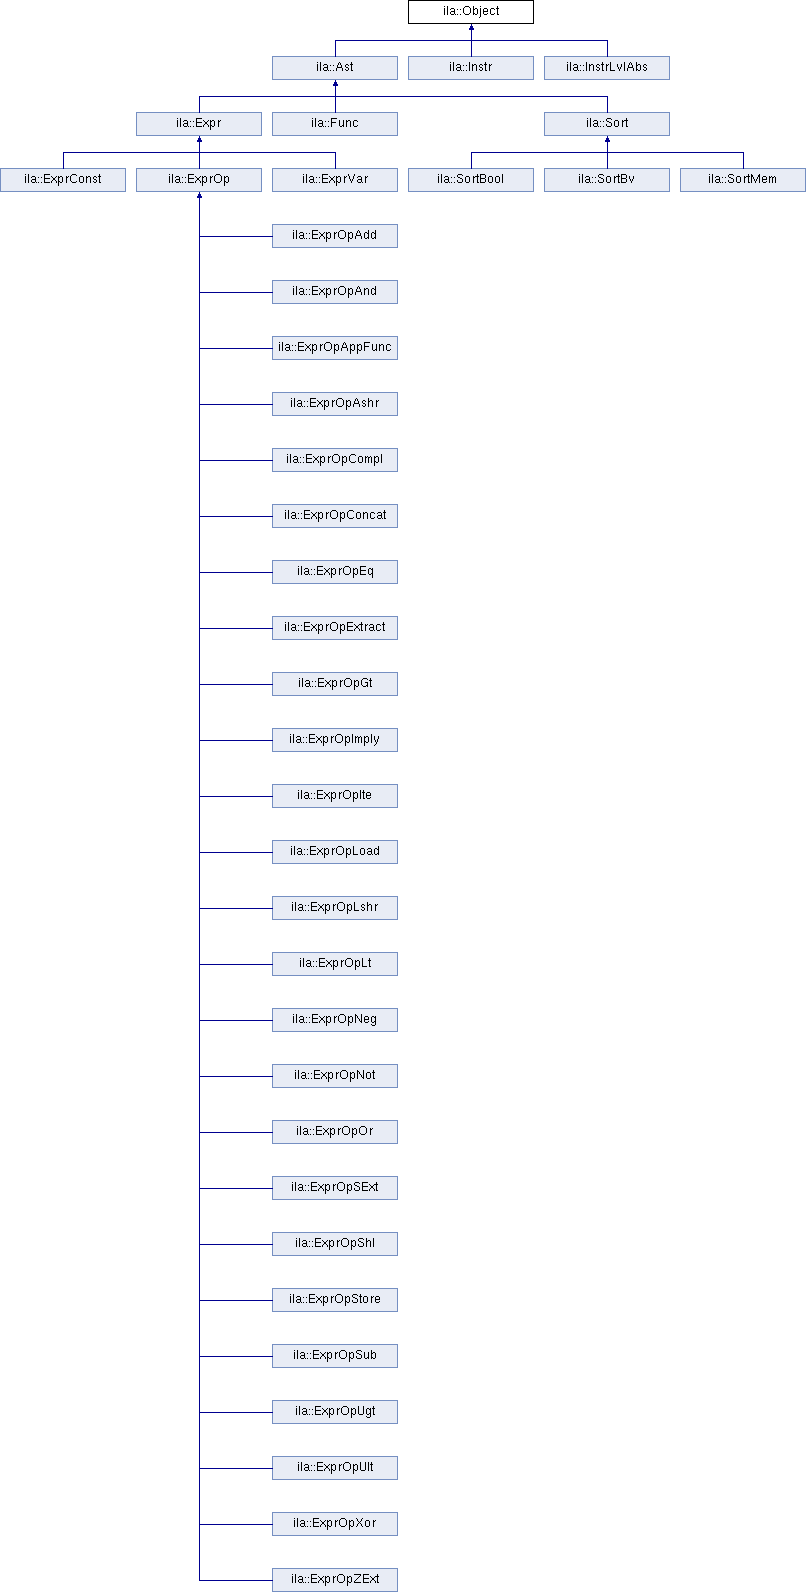 ila::Object
ila::Ast
ila::Instr
ila::InstrLvlAbs
ila::Expr
ila::Func
ila::Sort
ila::ExprConst
ila::ExprOp
ila::ExprVar
ila::SortBool
ila::SortBv
ila::SortMem
ila::ExprOpAdd
ila::ExprOpAnd
ila::ExprOpAppFunc
ila::ExprOpAshr
ila::ExprOpCompl
ila::ExprOpConcat
ila::ExprOpEq
ila::ExprOpExtract
ila::ExprOpGt
ila::ExprOpImply
ila::ExprOpIte
ila::ExprOpLoad
ila::ExprOpLshr
ila::ExprOpLt
ila::ExprOpNeg
ila::ExprOpNot
ila::ExprOpOr
ila::ExprOpSExt
ila::ExprOpShl
ila::ExprOpStore
ila::ExprOpSub
ila::ExprOpUgt
ila::ExprOpUlt
ila::ExprOpXor
ila::ExprOpZExt